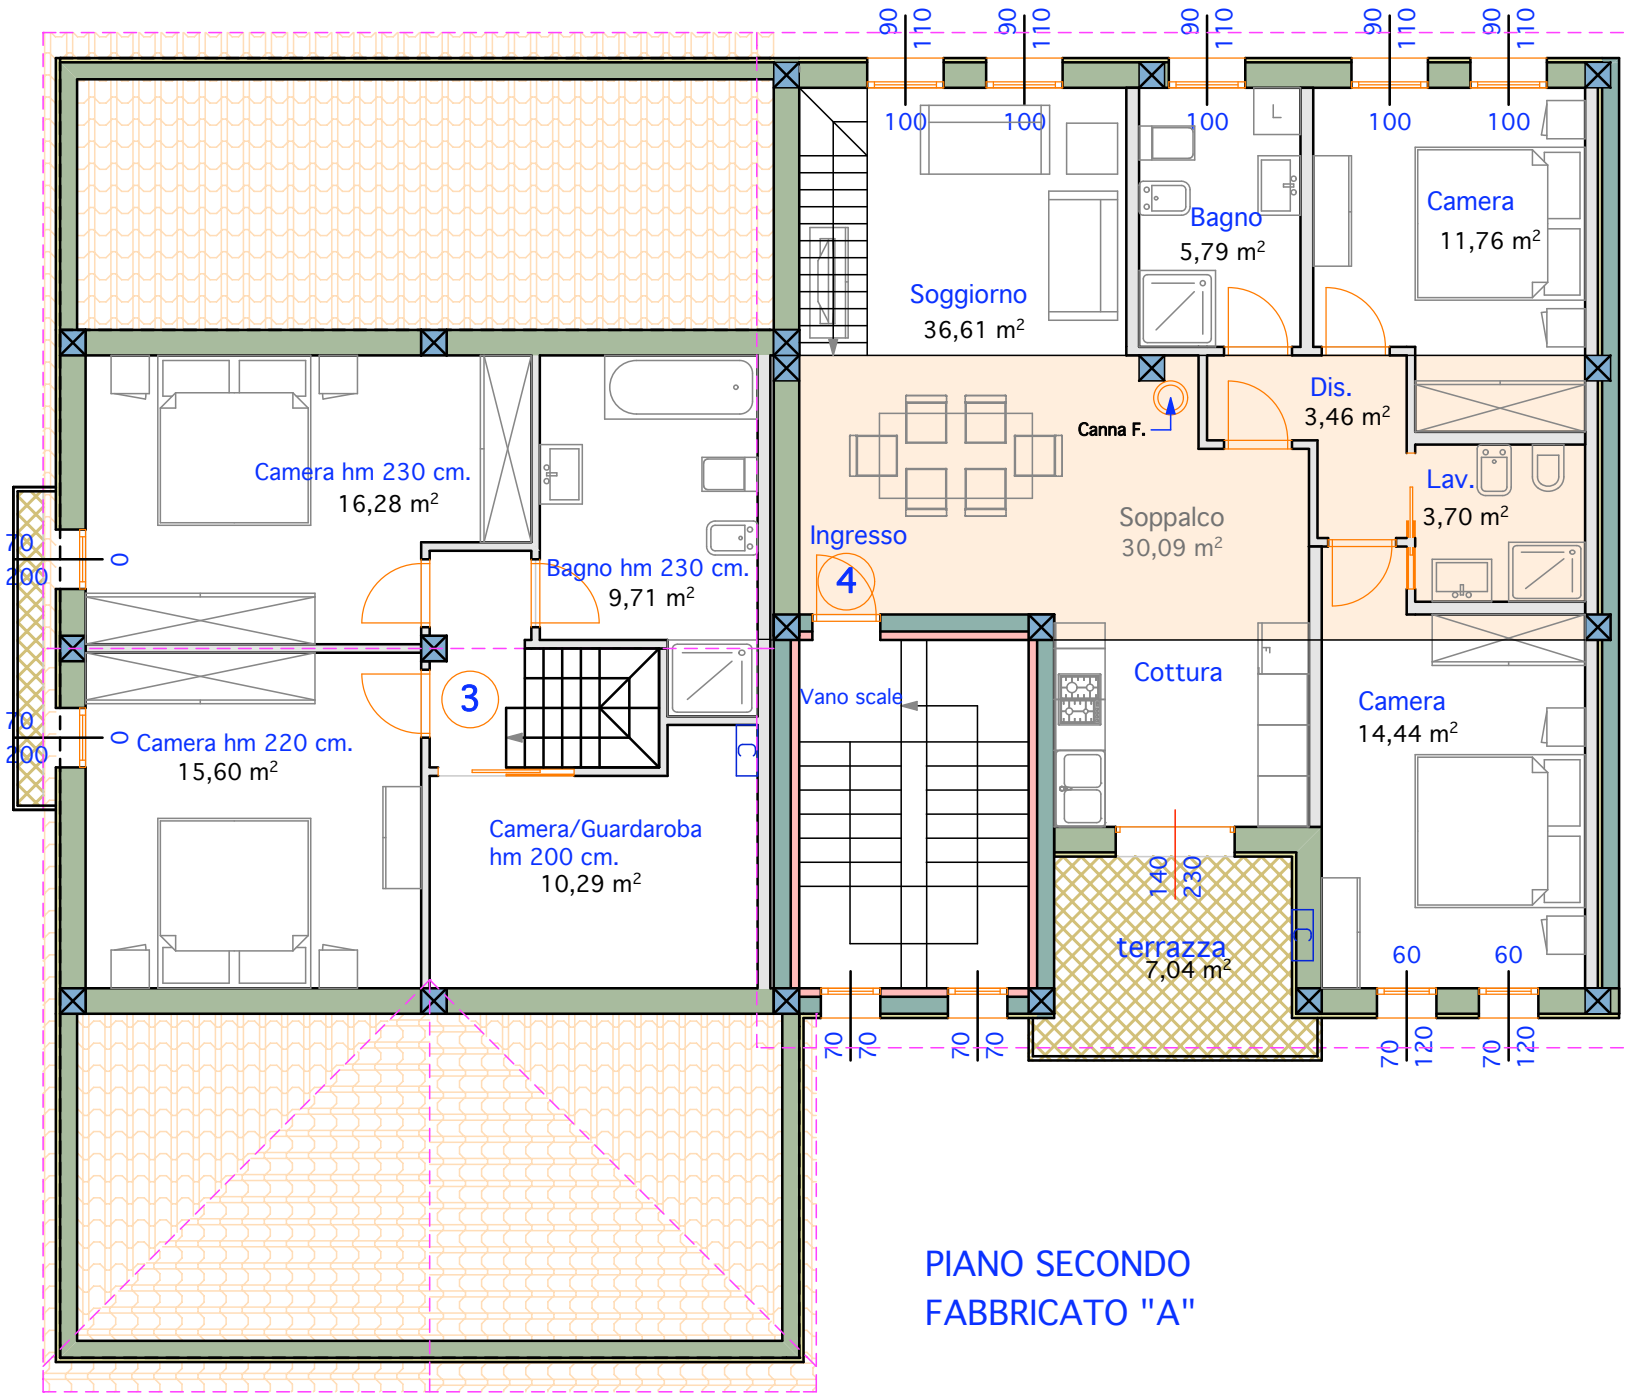 90
110
90
110
90
110
90
110
90
110
100
100
100
100
100
L
Camera
11,76 m²
Bagno
5,79 m²
Soggiorno
36,61 m²
Dis.
3,46 m²
Canna F.
Camera hm 230 cm.
16,28 m²
Lav.
3,70 m²
Soppalco
30,09 m²
Ingresso
4
70
200
0
Bagno hm 230 cm.
9,71 m²
F
Cottura
3
Vano scale
Camera
14,44 m²
70
200
0
Camera hm 220 cm.
15,60 m²
C
Camera/Guardaroba
hm 200 cm.
10,29 m²
140
230
terrazza
7,04 m²
C
60
60
70
70
70
70
70
120
70
120
PIANO SECONDO
FABBRICATO "A"